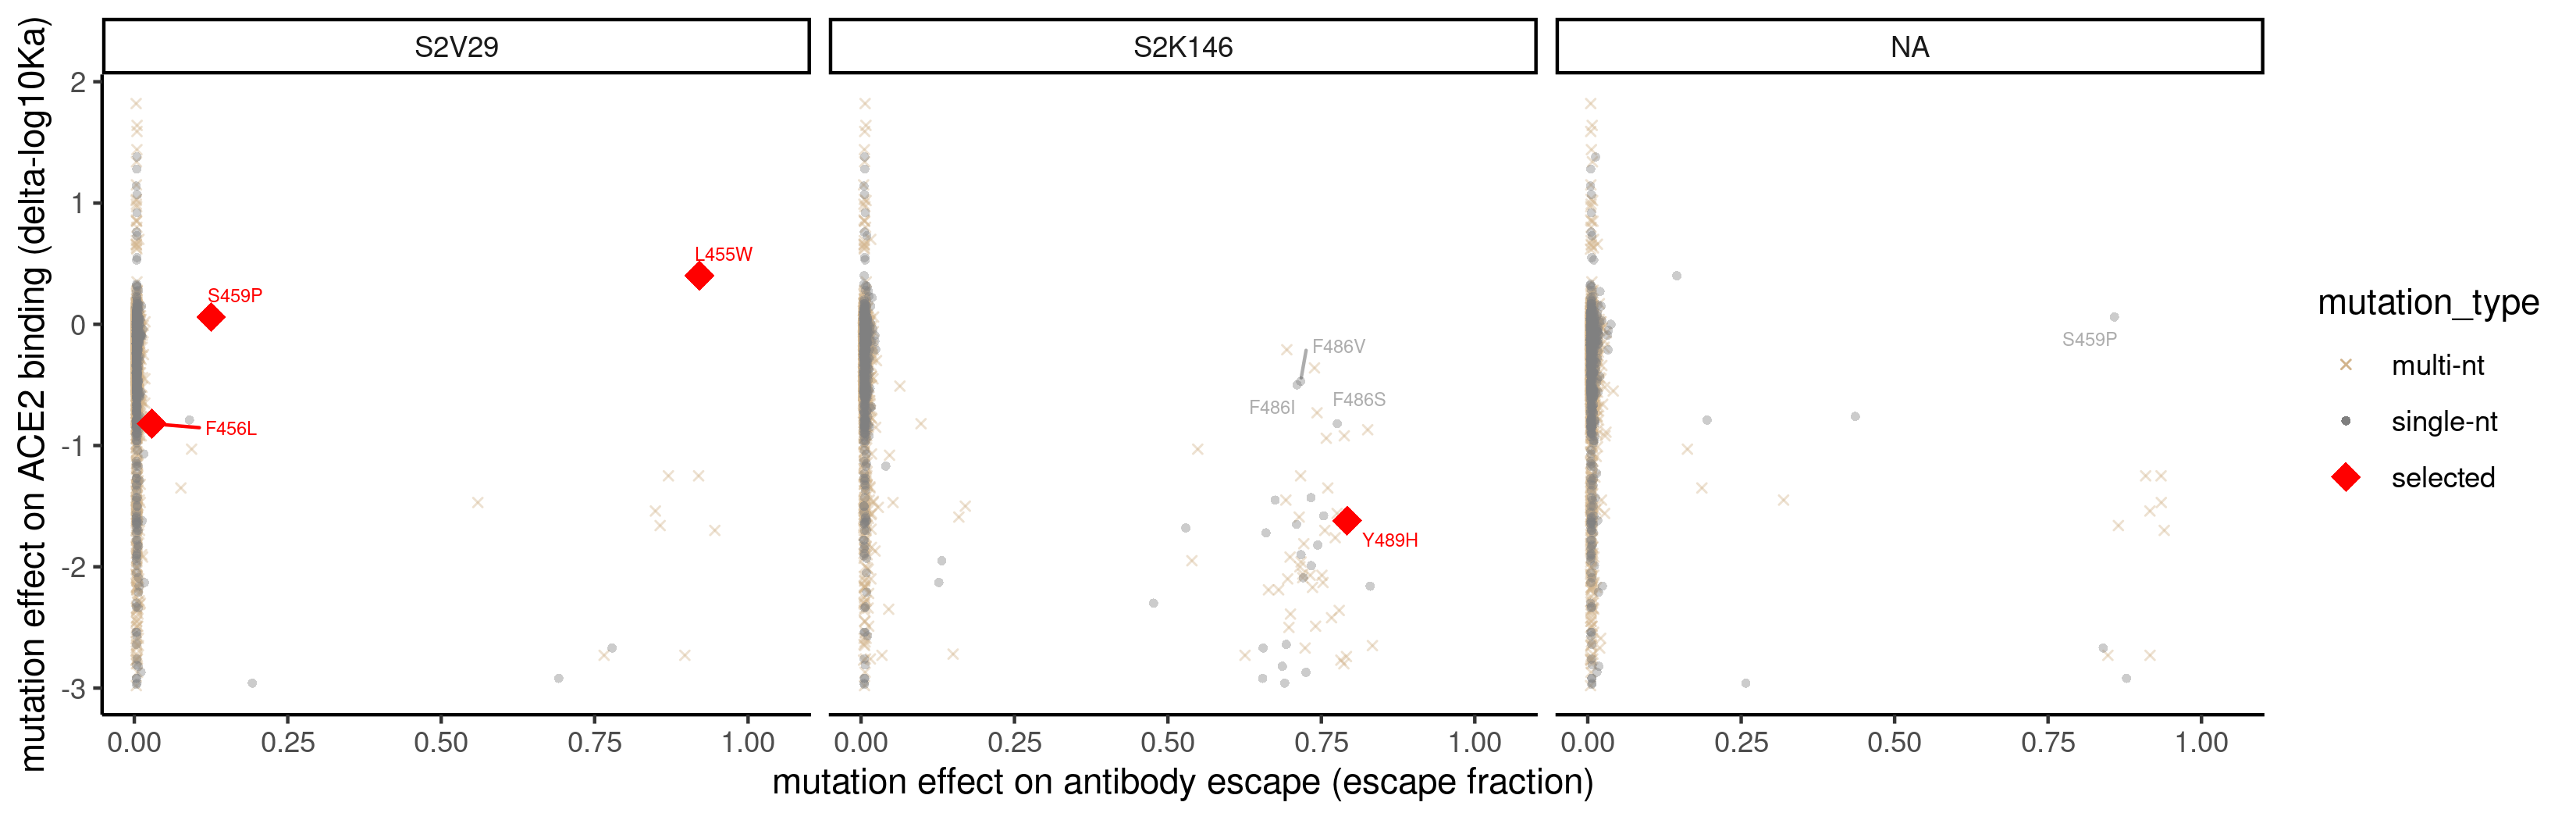 S2V29
S2K146
NA
mutation effect on ACE2 binding (delta-log10Ka)
2
1
0
-1
-2
-3
L455W
S459P
F456L
F486V
F486I
F486S
Y489H
S459P
0.00 0.25 0.50 0.75 1.00
0.00 0.25 0.50 0.75 1.00
0.00 0.25 0.50 0.75 1.00
mutation effect on antibody escape (escape fraction)
mutation_type
multi-nt
single-nt
selected